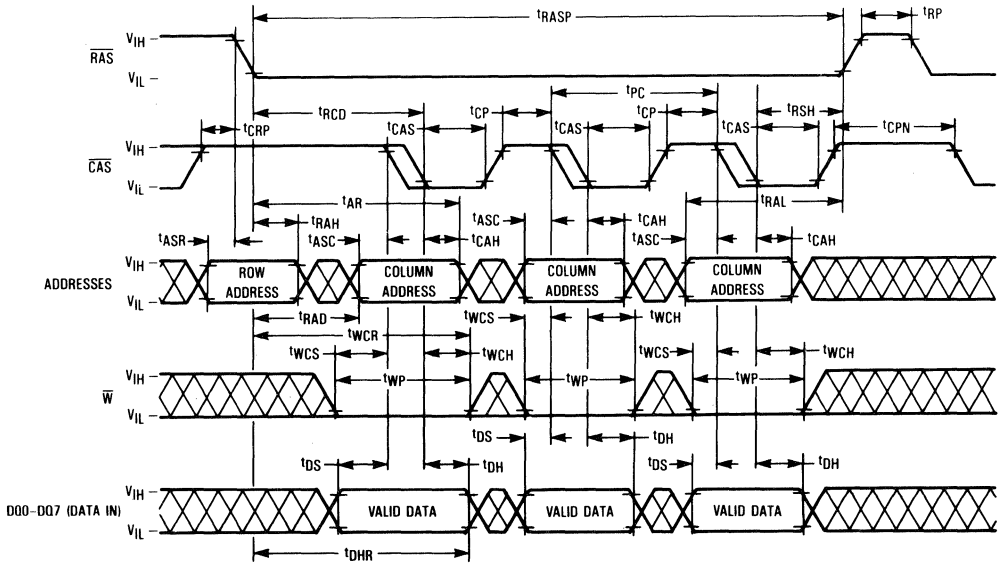 tRASP tRP
VIH
RAS
VIL
tRCD tCP tPC tCP tRSH
tCRP tCAS tCAS tCAS tCPN
VIH
CAS
VIL
tAR tRAL
tRAH tASC tCAH
tASR tASC tCAH tASC tCAH
VIH
ADDRESSES
VIL
ROW ADDRESS
COLUMN ADDRESS
COLUMN ADDRESS
COLUMN ADDRESS
tRAD tWCS tWCH
tWCR
tWCS tWCH tWCS tWCH
VIH
W
VIL
tWP tWP tWP
tDS tDH
tDS tDH tDS tDH
VIH
DQ0-DQ7 (DATA IN)
VIL
VALID DATA VALID DATA VALID DATA
tDHR